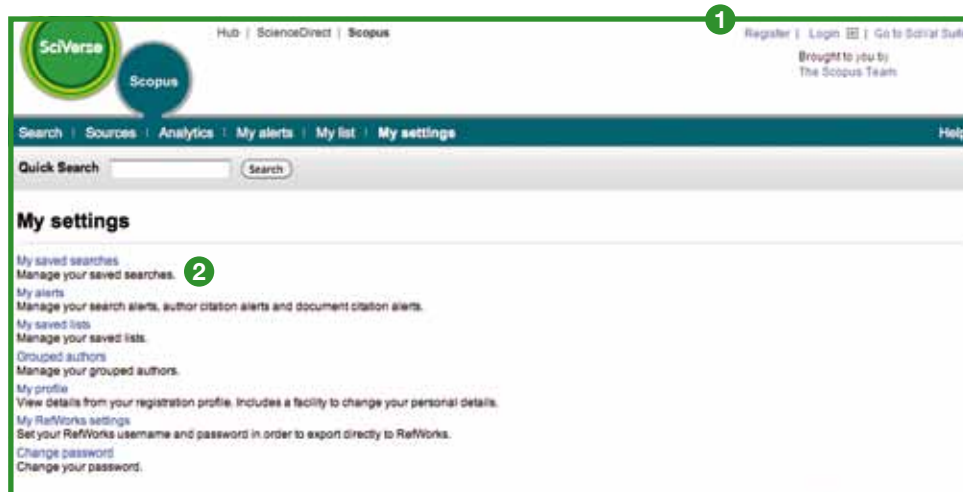 SciVerse
Scopus
Hub | ScienceDirect | Scopus
1
Register | Login | Go to SciVal Suit
Brought to you by
The Scopus Team
Search | Sources | Analytics | My alerts | My list | My settings
Help
Quick Search
Search
My settings
My saved searches
Manage your saved searches.
2
My alerts
Manage your search alerts, author citation alerts and document citation alerts.
My saved lists
Manage your saved lists.
Grouped authors
Manage your grouped authors.
My profile
View details from your registration profile. Includes a facility to change your personal details.
My RefWorks settings
Set your RefWorks username and password in order to export directly to RefWorks.
Change password
Change your password.